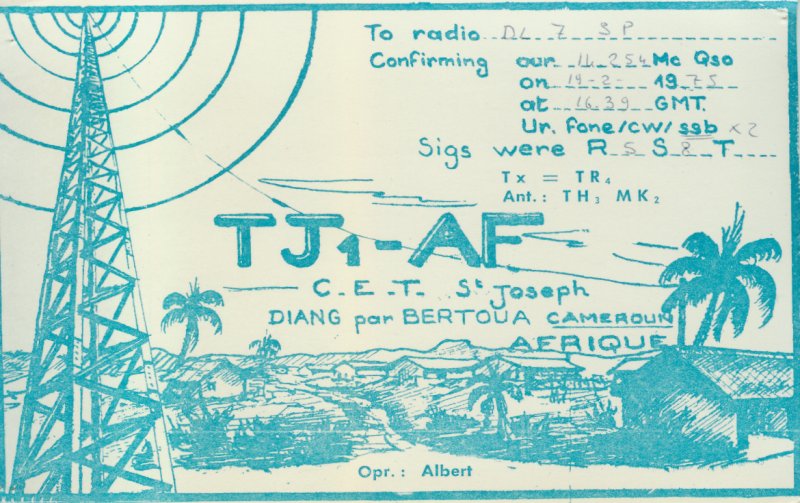 To radio DL 7 SP
Confirming our 14.254 Mc Qso
on 19-2- 1975
at 16.39 GMT.
Ur. fone/cw/ssb x2
Sigs were R 5 S 8 T
Tx = TR4
Ant.: TH3 MK2
TJ1-AF
C.E.T. St Joseph
DIANG par BERTOUA CAMEROUN
AFRIQUE
Opr.: Albert